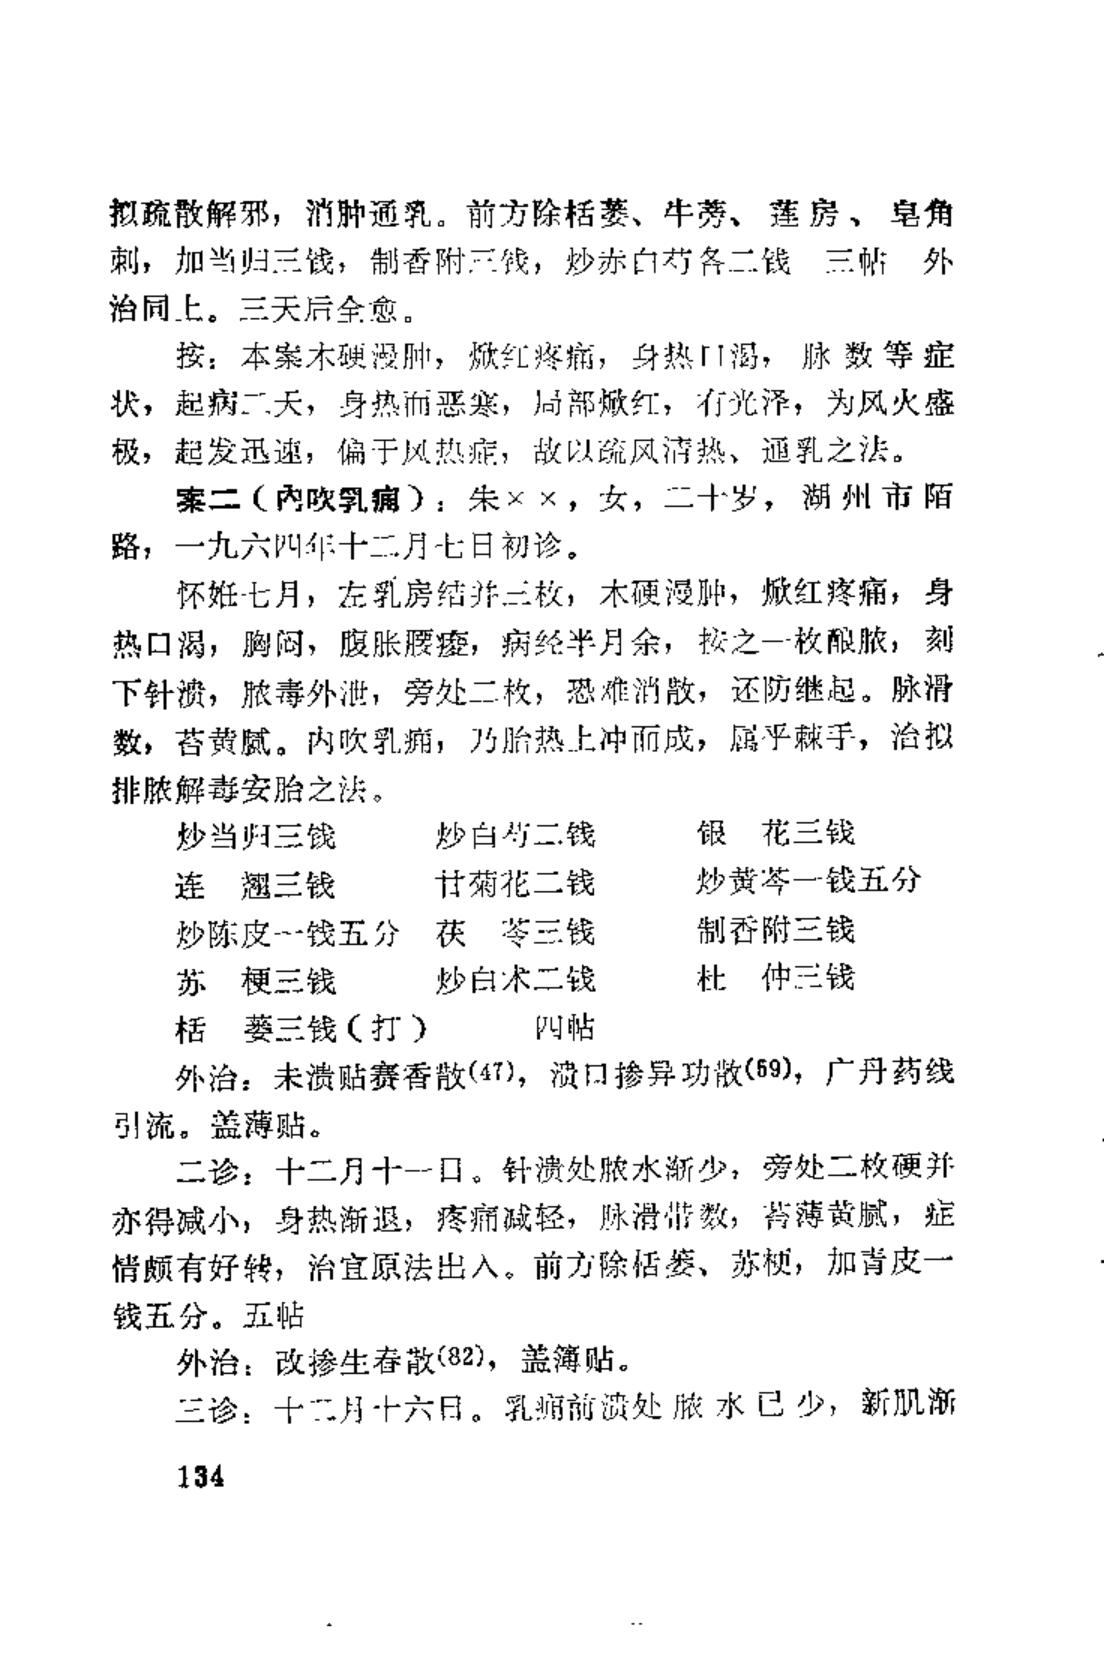 拟疏散解邪，消肿通乳。前方除栝蒌、牛蒡、莲房、皂角
刺，加当归三钱，制香附三钱，炒赤白芍各二钱　三帖　外
治同上。三天后全愈。
按：本案木硬漫肿，焮红疼痛，身热口渴，脉数等症
状，起病二天，身热而恶寒，局部焮红，有光泽，为风火盛
极，起发迅速，偏于风热症，故以疏风清热、通乳之法。
案二（内吹乳痈）：朱××，女，二十岁，湖州市陌
路，一九六四年十二月七日初诊。
怀妊七月，左乳房结并三枚，木硬漫肿，焮红疼痛，身
热口渴，胸闷，腹胀腰痠，病经半月余，按之一枚酿脓，刻
下针溃，脓毒外泄，旁处二枚，恐难消散，还防继起。脉滑
数，苔黄腻。内吹乳痈，乃胎热上冲而成，属乎棘手，治拟
排脓解毒安胎之法。
炒当归三钱　炒白芍二钱　银　花三钱
连　翘三钱　甘菊花二钱　炒黄芩一钱五分
炒陈皮一钱五分　茯　苓三钱　制香附三钱
苏　梗三钱　炒白术二钱　杜　仲三钱
栝　蒌三钱（打）　四帖
外治：未溃贴赛香散(47)，溃口掺异功散(59)，广丹药线
引流。盖薄贴。
二诊：十二月十一日。针溃处脓水渐少，旁处二枚硬并
亦得减小，身热渐退，疼痛减轻，脉滑带数，苔薄黄腻，症
情颇有好转，治宜原法出入。前方除栝蒌、苏梗，加青皮一
钱五分。五帖
外治：改掺生春散(82)，盖簿贴。
三诊：十二月十六日。乳痈前溃处脓水已少，新肌渐
134